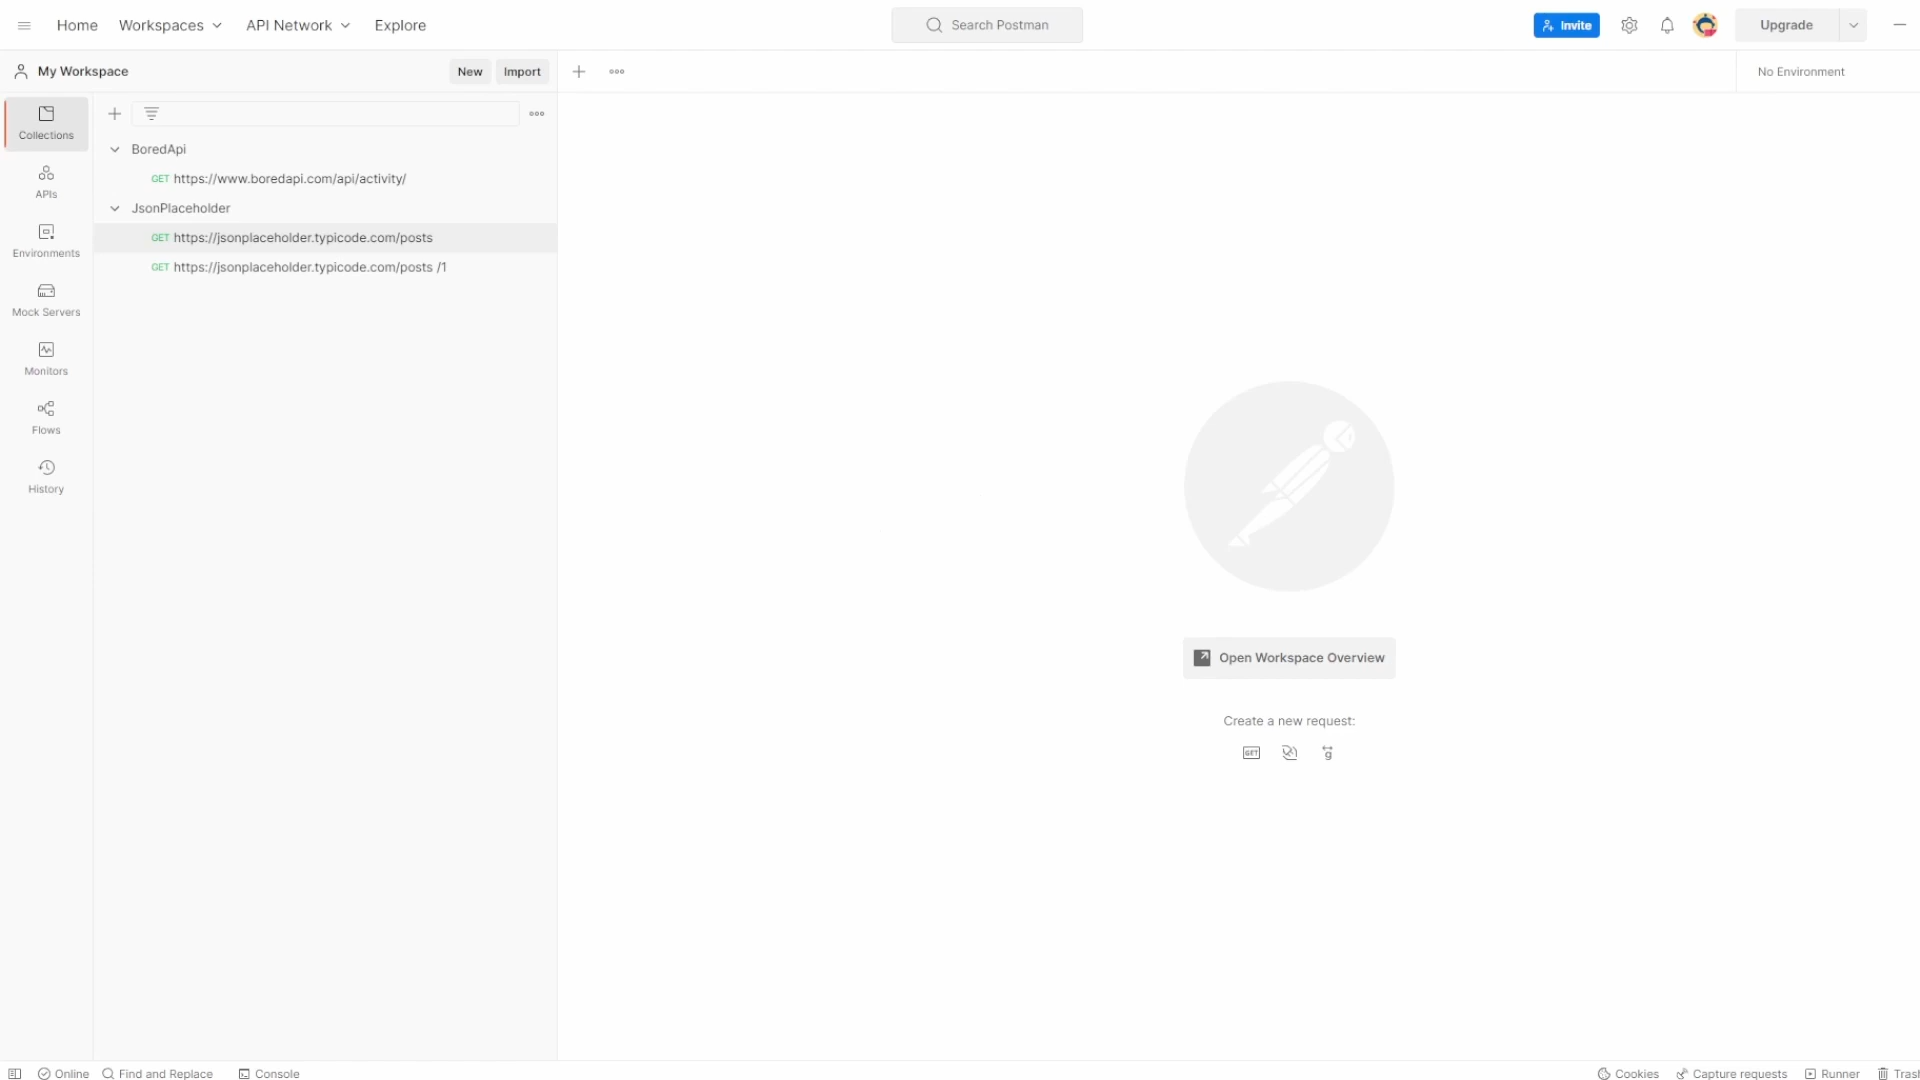 Home Workspaces API Network Explore Search Postman Invite Upgrade
My Workspace New Import No Environment
Collections
APIs
Environments
Mock Servers
Monitors
Flows
History
BoredApi
GET https://www.boredapi.com/api/activity/
JsonPlaceholder
GET https://jsonplaceholder.typicode.com/posts
GET https://jsonplaceholder.typicode.com/posts /1
Open Workspace Overview
Create a new request:
GET
g
Online Find and Replace Console Cookies Capture requests Runner Trash